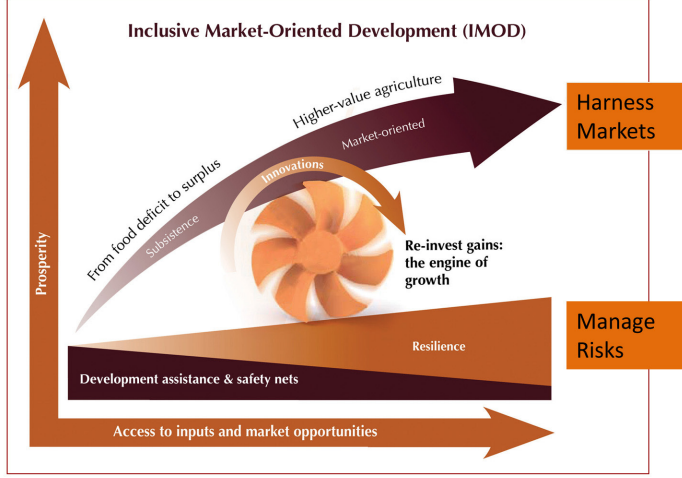 Inclusive Market-Oriented Development (IMOD)
Higher-value agriculture
Harness
Markets
Market-oriented
Innovations
From food deficit to surplus
Subsistence
Re-invest gains:
the engine of
growth
Prosperity
Manage
Risks
Resilience
Development assistance & safety nets
Access to inputs and market opportunities